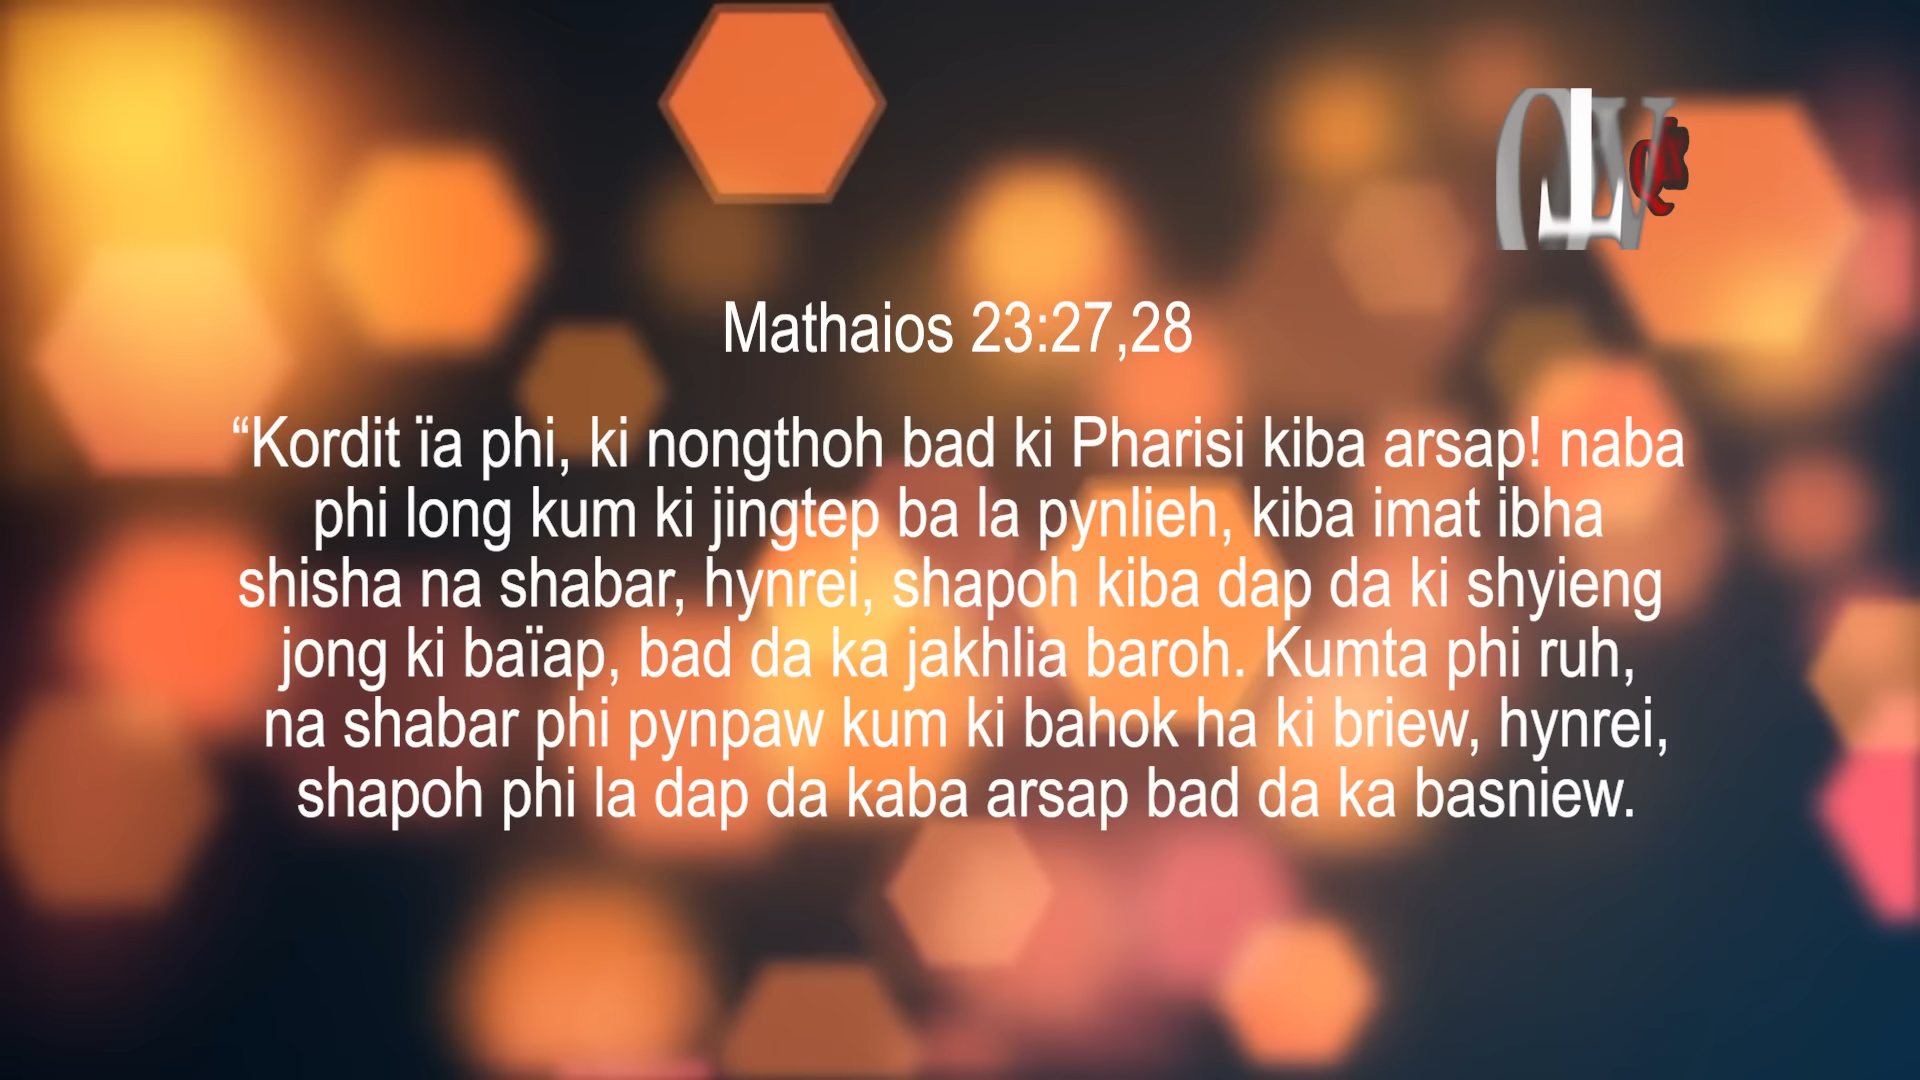 Mathaios 23:27,28
“Kordit ïa phi, ki nongthoh bad ki Pharisi kiba arsap! naba
phi long kum ki jingtep ba la pynlieh, kiba imat ibha
shisha na shabar, hynrei, shapoh kiba dap da ki shyieng
jong ki baïap, bad da ka jakhlia baroh. Kumta phi ruh,
na shabar phi pynpaw kum ki bahok ha ki briew, hynrei,
shapoh phi la dap da kaba arsap bad da ka basniew.